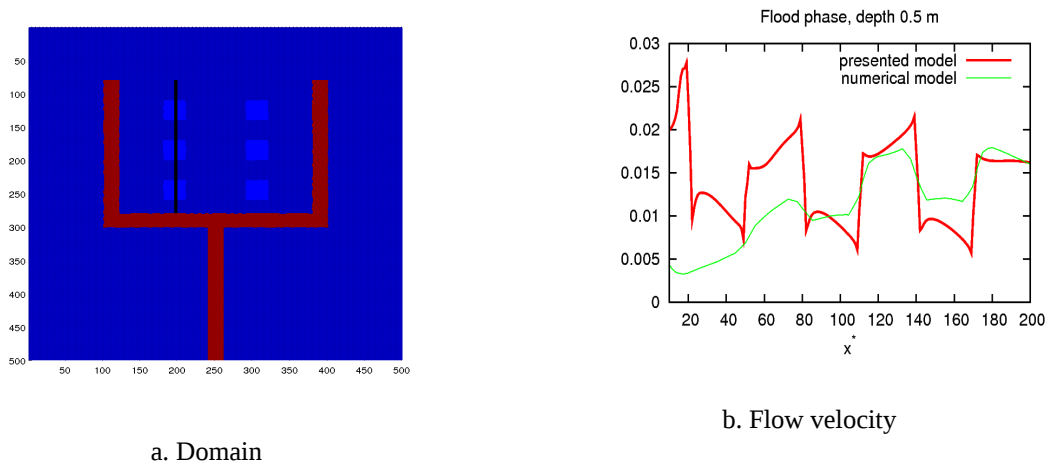 50
100
150
200
250
300
350
400
450
500
50 100 150 200 250 300 350 400 450 500
a. Domain
Flood phase, depth 0.5 m
presented model
numerical model
0.03
0.025
0.02
0.015
0.01
0.005
0
20 40 60 80 100 120 140 160 180 200
x*
b. Flow velocity